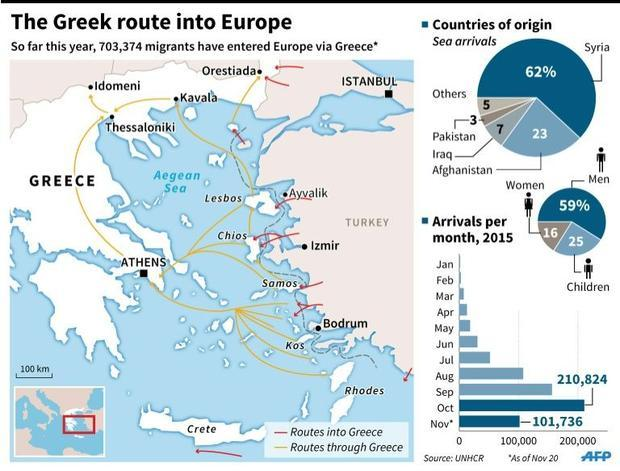 The Greek route into Europe
So far this year, 703,374 migrants have entered Europe via Greece*
Orestiada
Idomeni
ISTANBUL
Kavala
Thessaloniki
GREECE
Aegean
Sea
Lesbos
Ayvalik
TURKEY
Chios
Izmir
ATHENS
Samos
Bodrum
Kos
100 km
Rhodes
Crete
Routes into Greece
Routes through Greece
Countries of origin
Sea arrivals
Syria
62%
Others
5
3
Pakistan
7
23
Iraq
Afghanistan
Men
Women
59%
16
25
Children
Arrivals per
month, 2015
Jan
Feb
Mar
Apr
May
Jun
Jul
Aug
210,824
Sep
Oct
Nov*
101,736
0
100,000
200,000
Source: UNHCR
*As of Nov 20
AFP